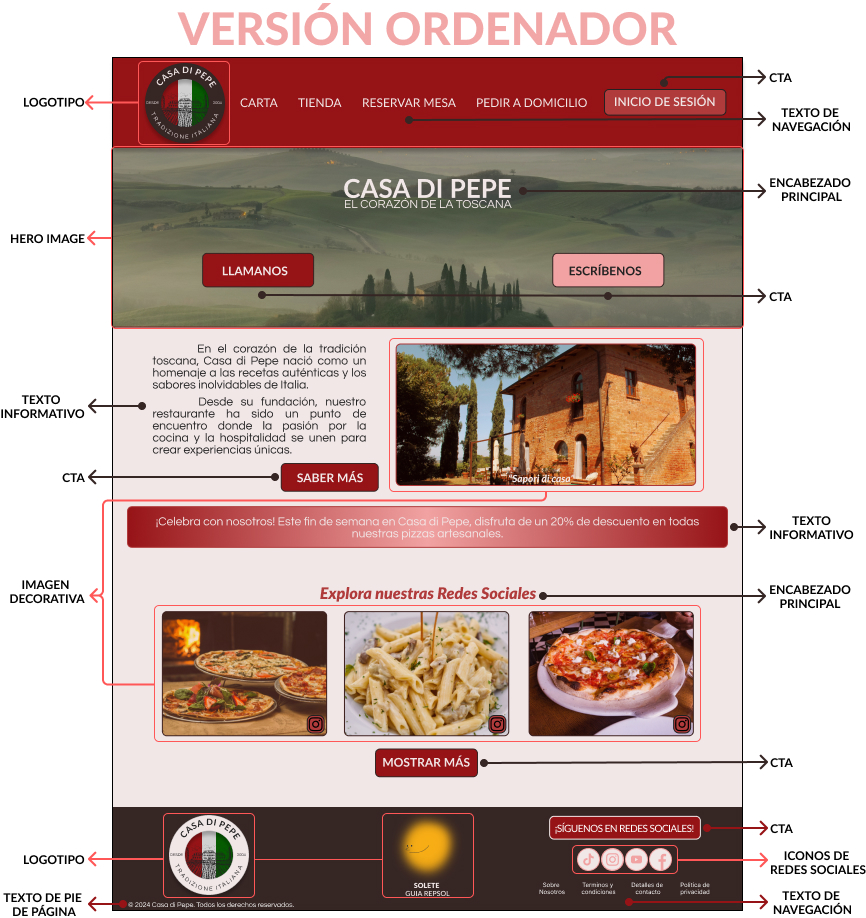 VERSIÓN ORDENADOR
LOGOTIPO
CASA DI PEPE
DESDE
TRADIZIONE ITALIANA
CARTA
TIENDA
RESERVAR MESA
PEDIR A DOMICILIO
INICIO DE SESIÓN
CTA
TEXTO DE
NAVEGACIÓN
CASA DI PEPE
EL CORAZÓN DE LA TOSCANA
ENCABEZADO
PRINCIPAL
HERO IMAGE
LLAMANOS
ESCRÍBENOS
CTA
En el corazón de la tradición
toscana, Casa di Pepe nació como un
homenaje a las recetas auténticas y los
sabores inolvidables de Italia.
Desde su fundación, nuestro
restaurante ha sido un punto de
encuentro donde la pasión por la
cocina y la hospitalidad se unen para
crear experiencias únicas.
TEXTO
INFORMATIVO
"Sapori di casa
CTA
SABER MÁS
¡Celebra con nosotros! Este fin de semana en Casa di Pepe, disfruta de un 20% de descuento en todas
nuestras pizzas artesanales.
TEXTO
INFORMATIVO
IMAGEN
DECORATIVA
Explora nuestras Redes Sociales
ENCABEZADO
PRINCIPAL
MOSTRAR MÁS
CTA
LOGOTIPO
CASA DI PEPE
DESDE
TRADIZIONE ITALIANA
SOLETE
GUIA REPSOL
¡SÍGUENOS EN REDES SOCIALES!
CTA
ICONOS DE
REDES SOCIALES
Sobre
Nosotros
Terminos y
condiciones
Detalles de
contacto
Política de
privacidad
TEXTO DE
NAVEGACIÓN
TEXTO DE PIE
DE PÁGINA
© 2024 Casa di Pepe. Todos los derechos reservados.